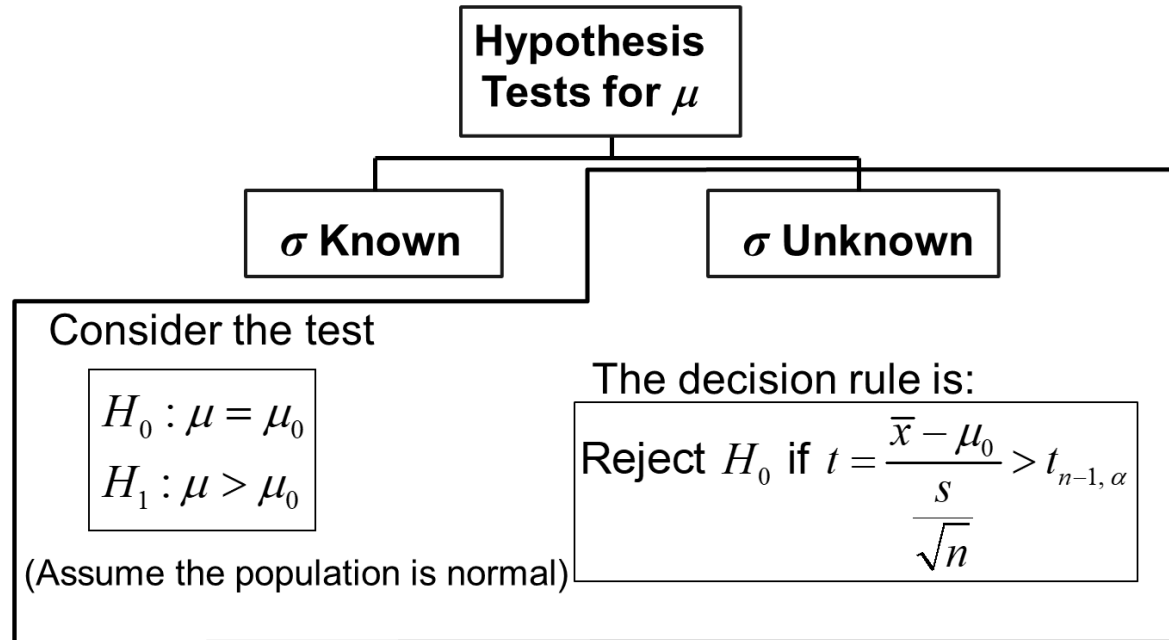 Hypothesis
Tests for μ
σ Known
σ Unknown
Consider the test
H₀ : μ = μ₀
H₁ : μ > μ₀
(Assume the population is normal)
The decision rule is:
Reject H₀ if t = (x̄ − μ₀) / (s / √n) > tₙ₋₁, α